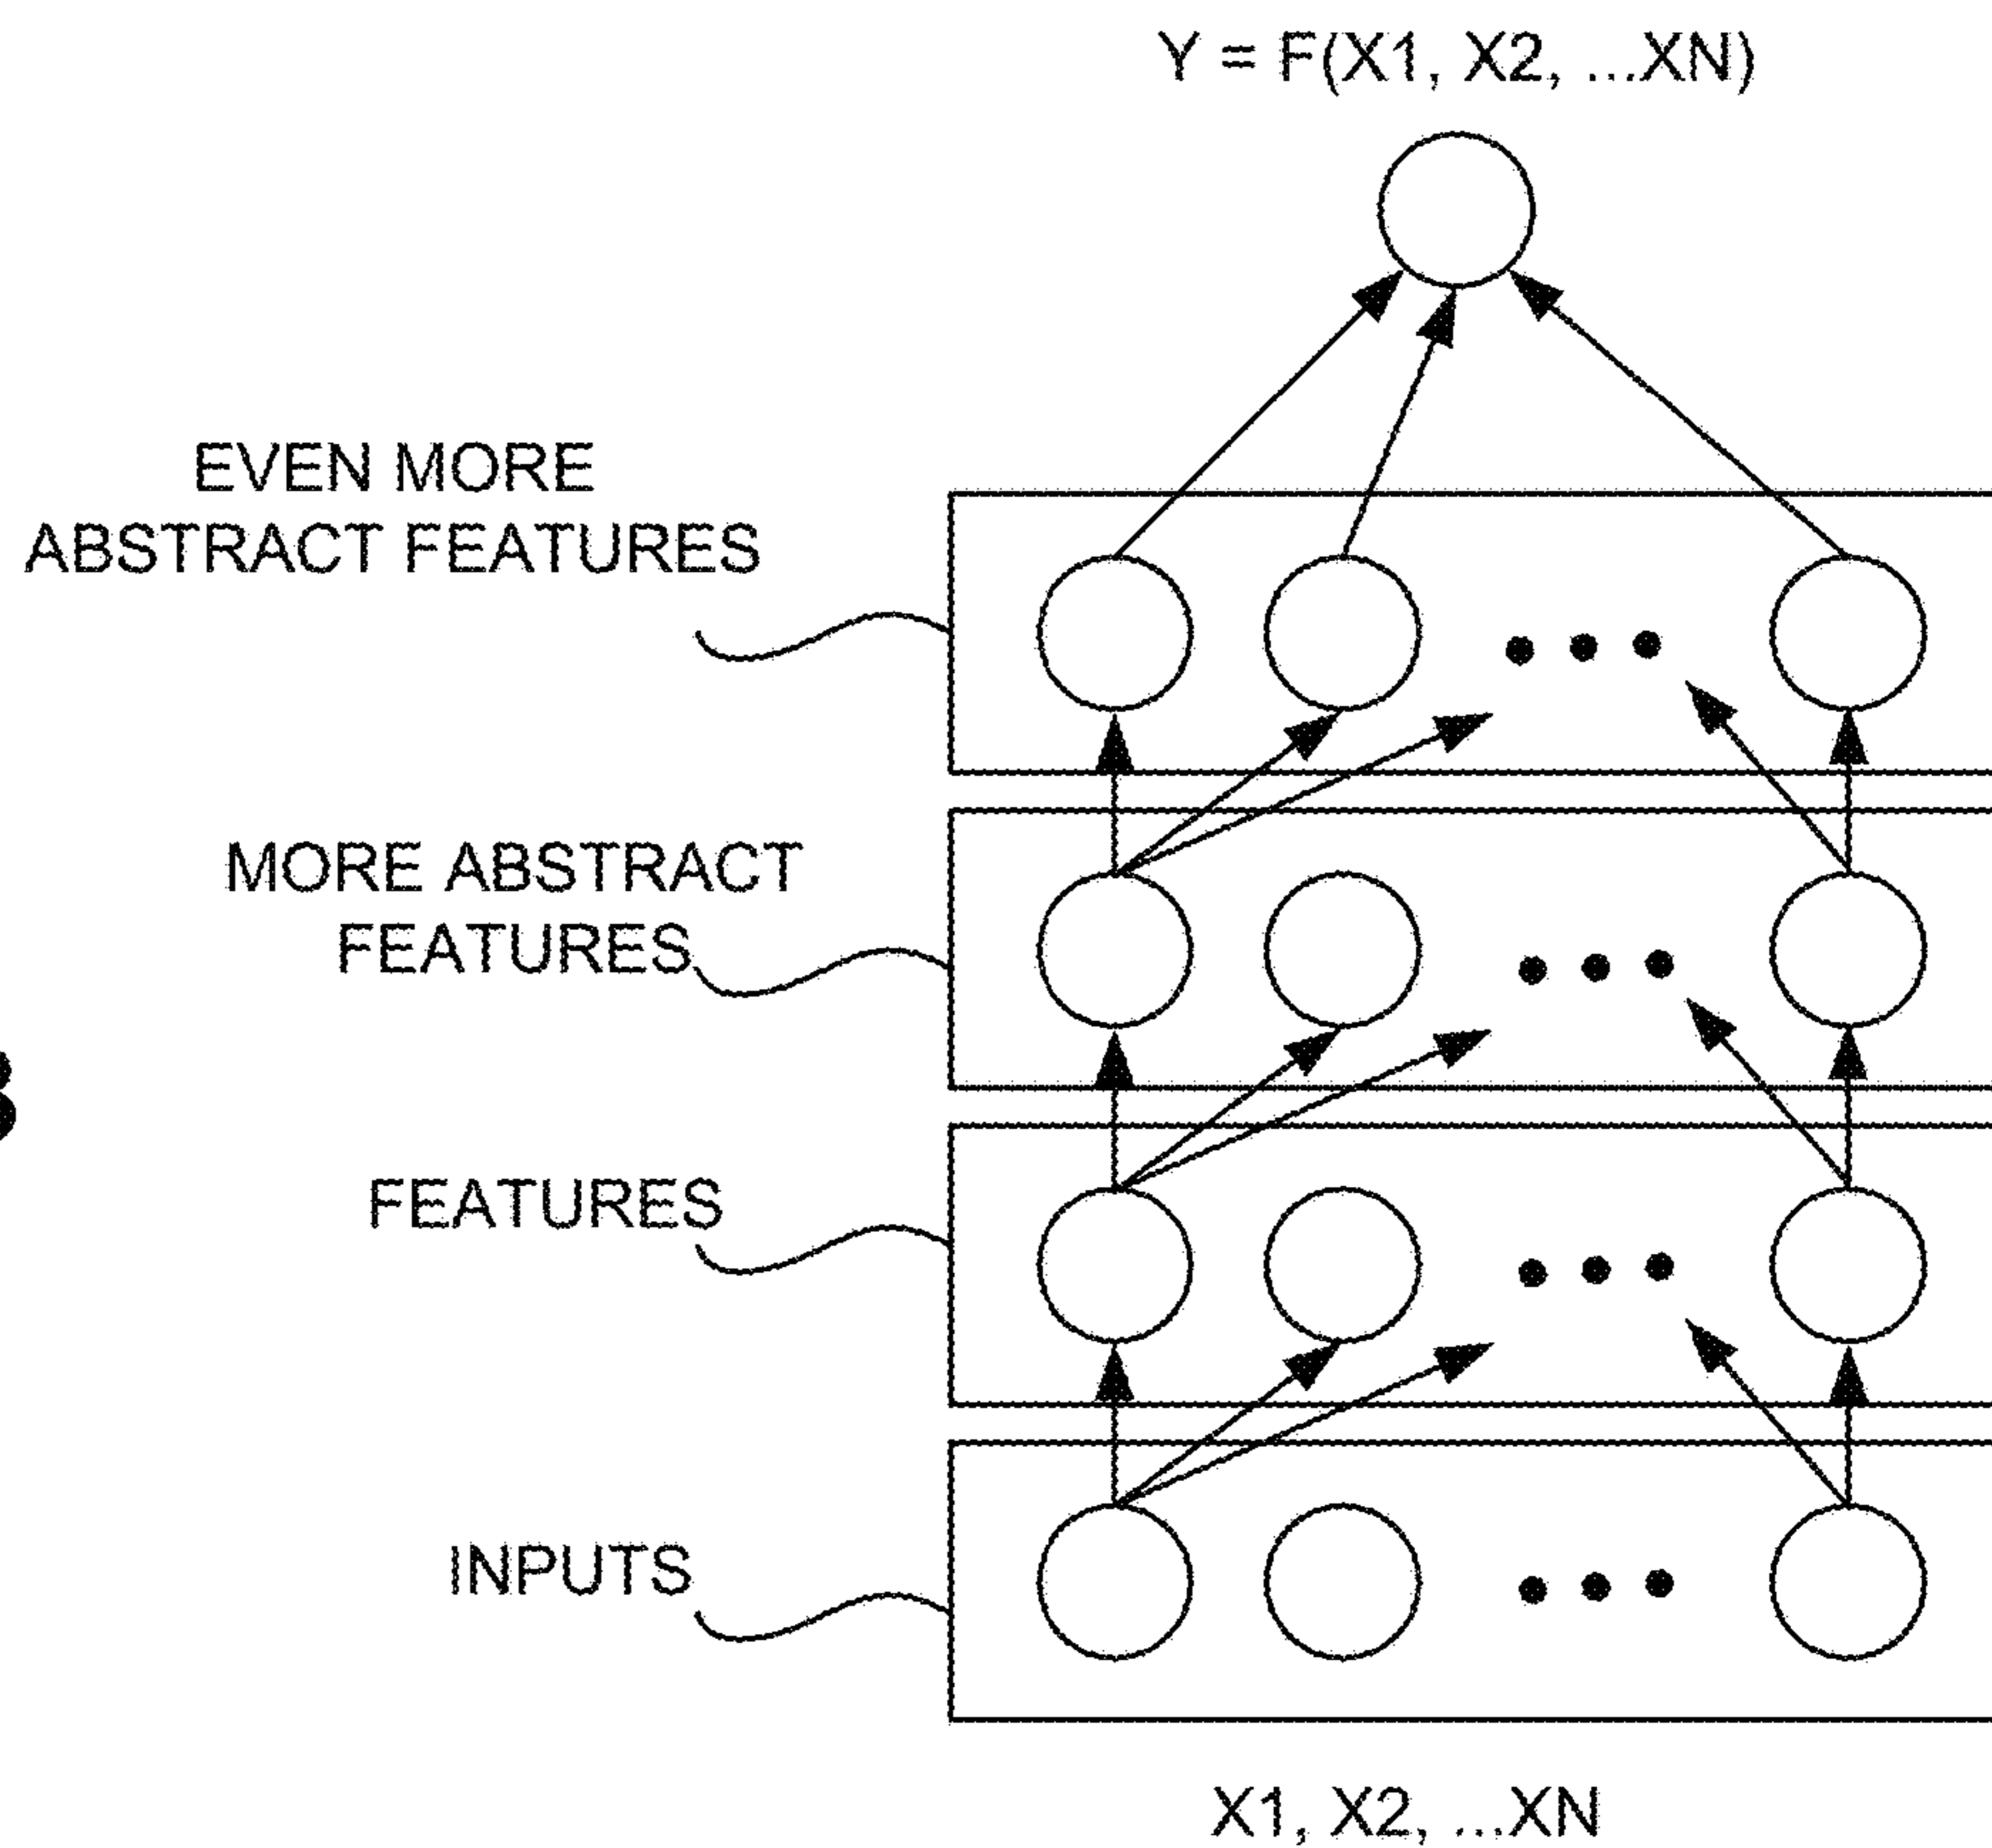 Y = F(X1, X2, ...XN)
EVEN MORE
ABSTRACT FEATURES
MORE ABSTRACT
FEATURES
FEATURES
INPUTS
X1, X2, ...XN